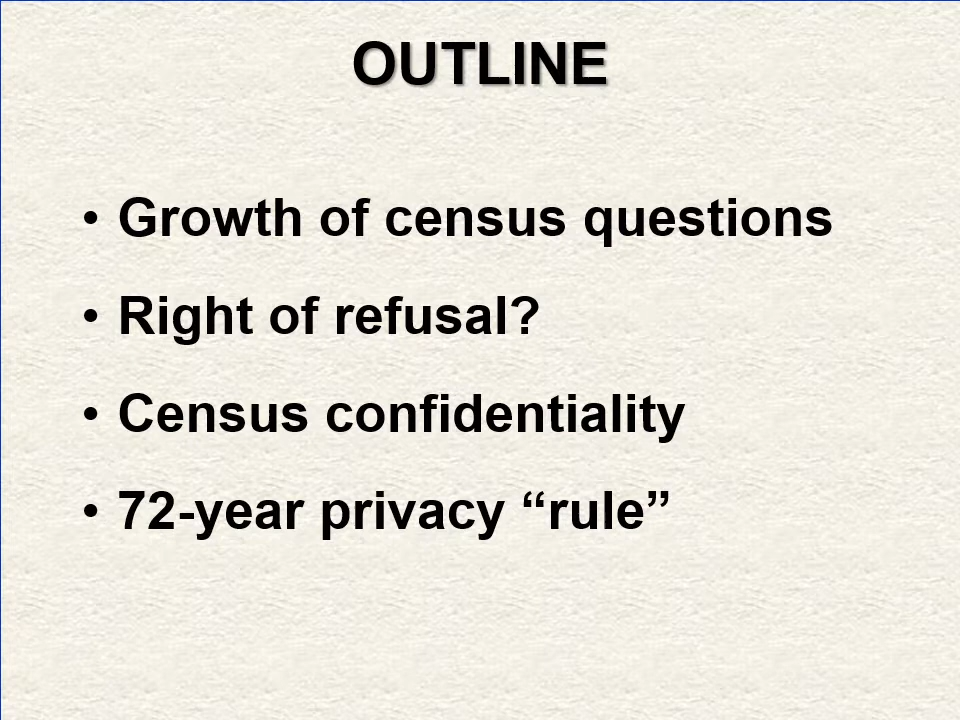 OUTLINE
• Growth of census questions
• Right of refusal?
• Census confidentiality
• 72-year privacy “rule”